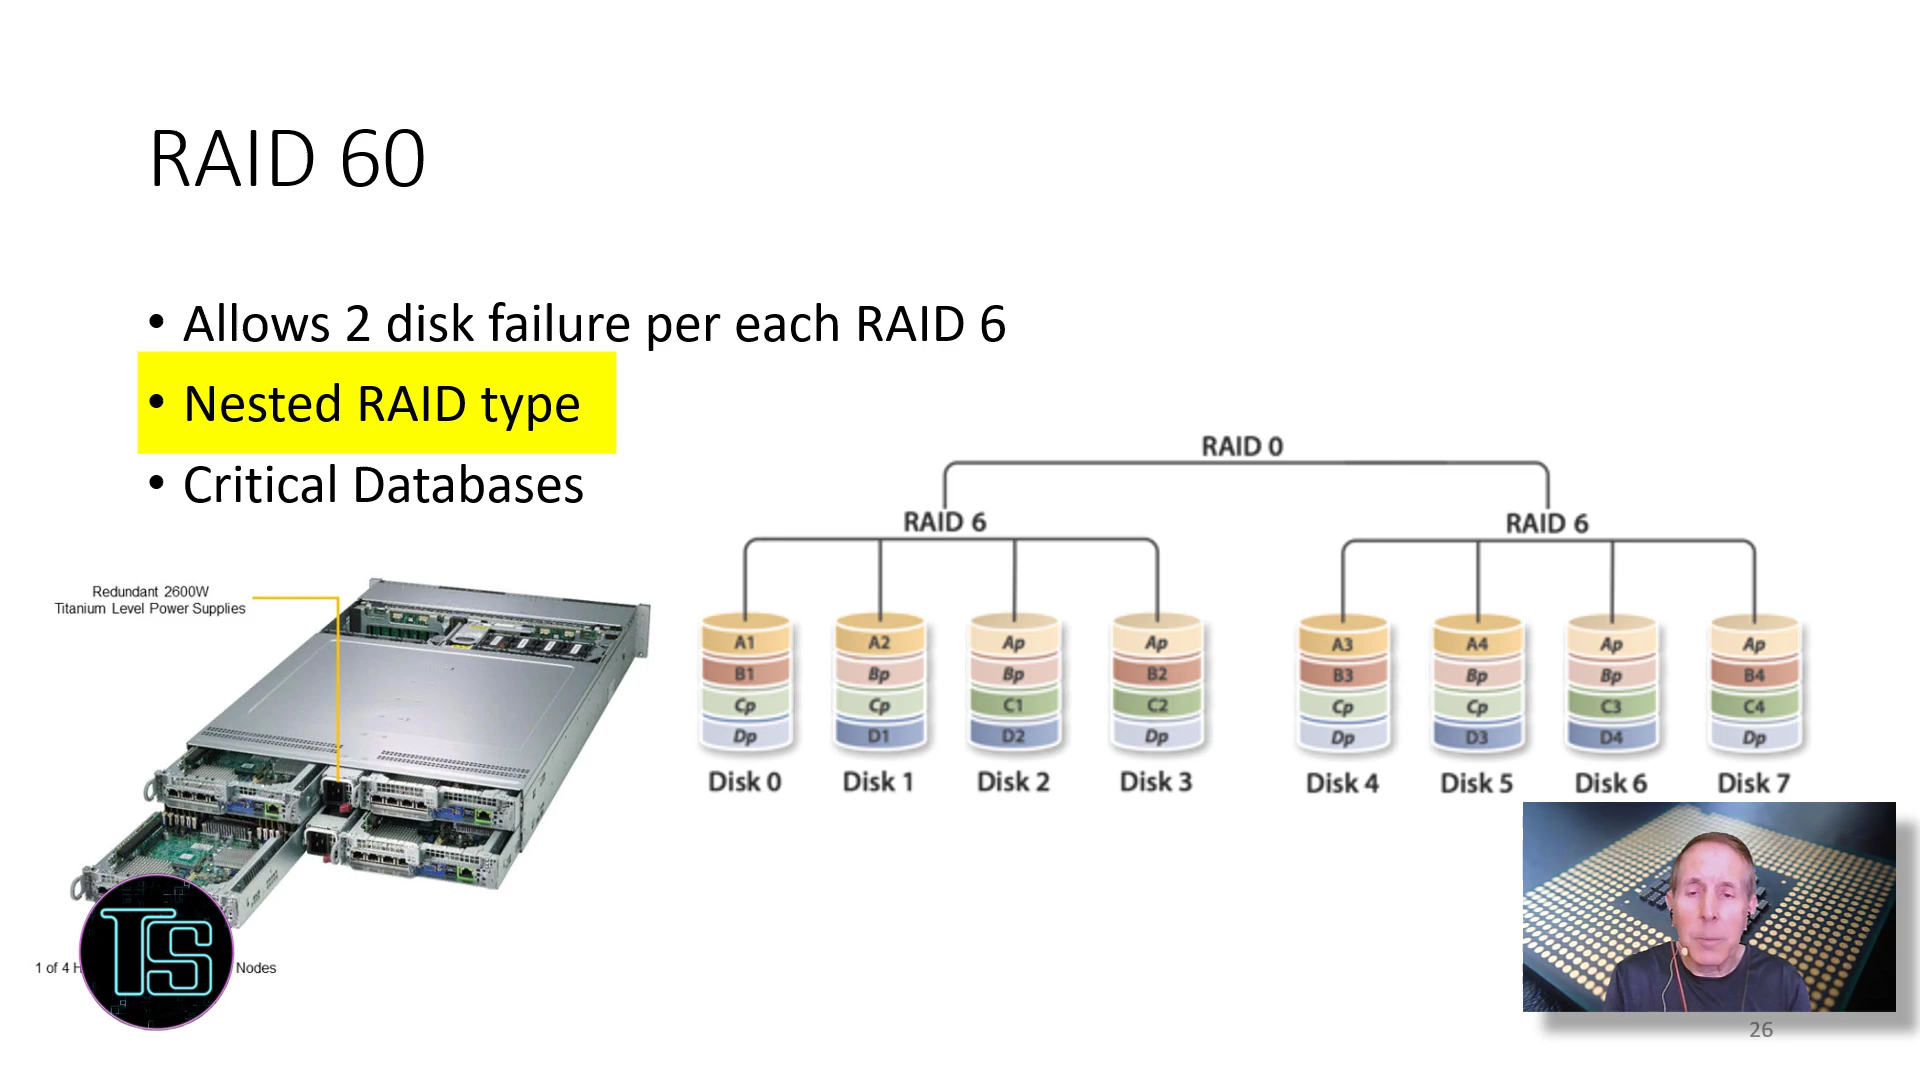 RAID 60
• Allows 2 disk failure per each RAID 6
• Nested RAID type
• Critical Databases
RAID 0
RAID 6
RAID 6
Redundant 2600W
Titanium Level Power Supplies
A1 A2 Ap Ap A3 A4 Ap Ap
B1 Bp Bp B2 B3 Bp Bp B4
Cp Cp C1 C2 Cp Cp C3 C4
Dp D1 D2 Dp Dp D3 D4 Dp
Disk 0 Disk 1 Disk 2 Disk 3 Disk 4 Disk 5 Disk 6 Disk 7
TS
1 of 4 Nodes
26